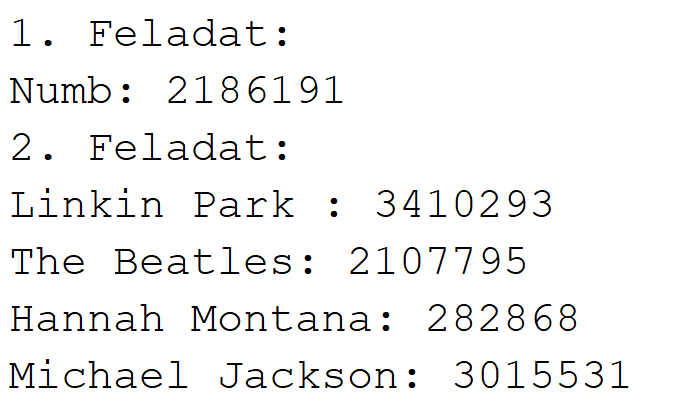 1. Feladat:
Numb: 2186191
2. Feladat:
Linkin Park : 3410293
The Beatles: 2107795
Hannah Montana: 282868
Michael Jackson: 3015531